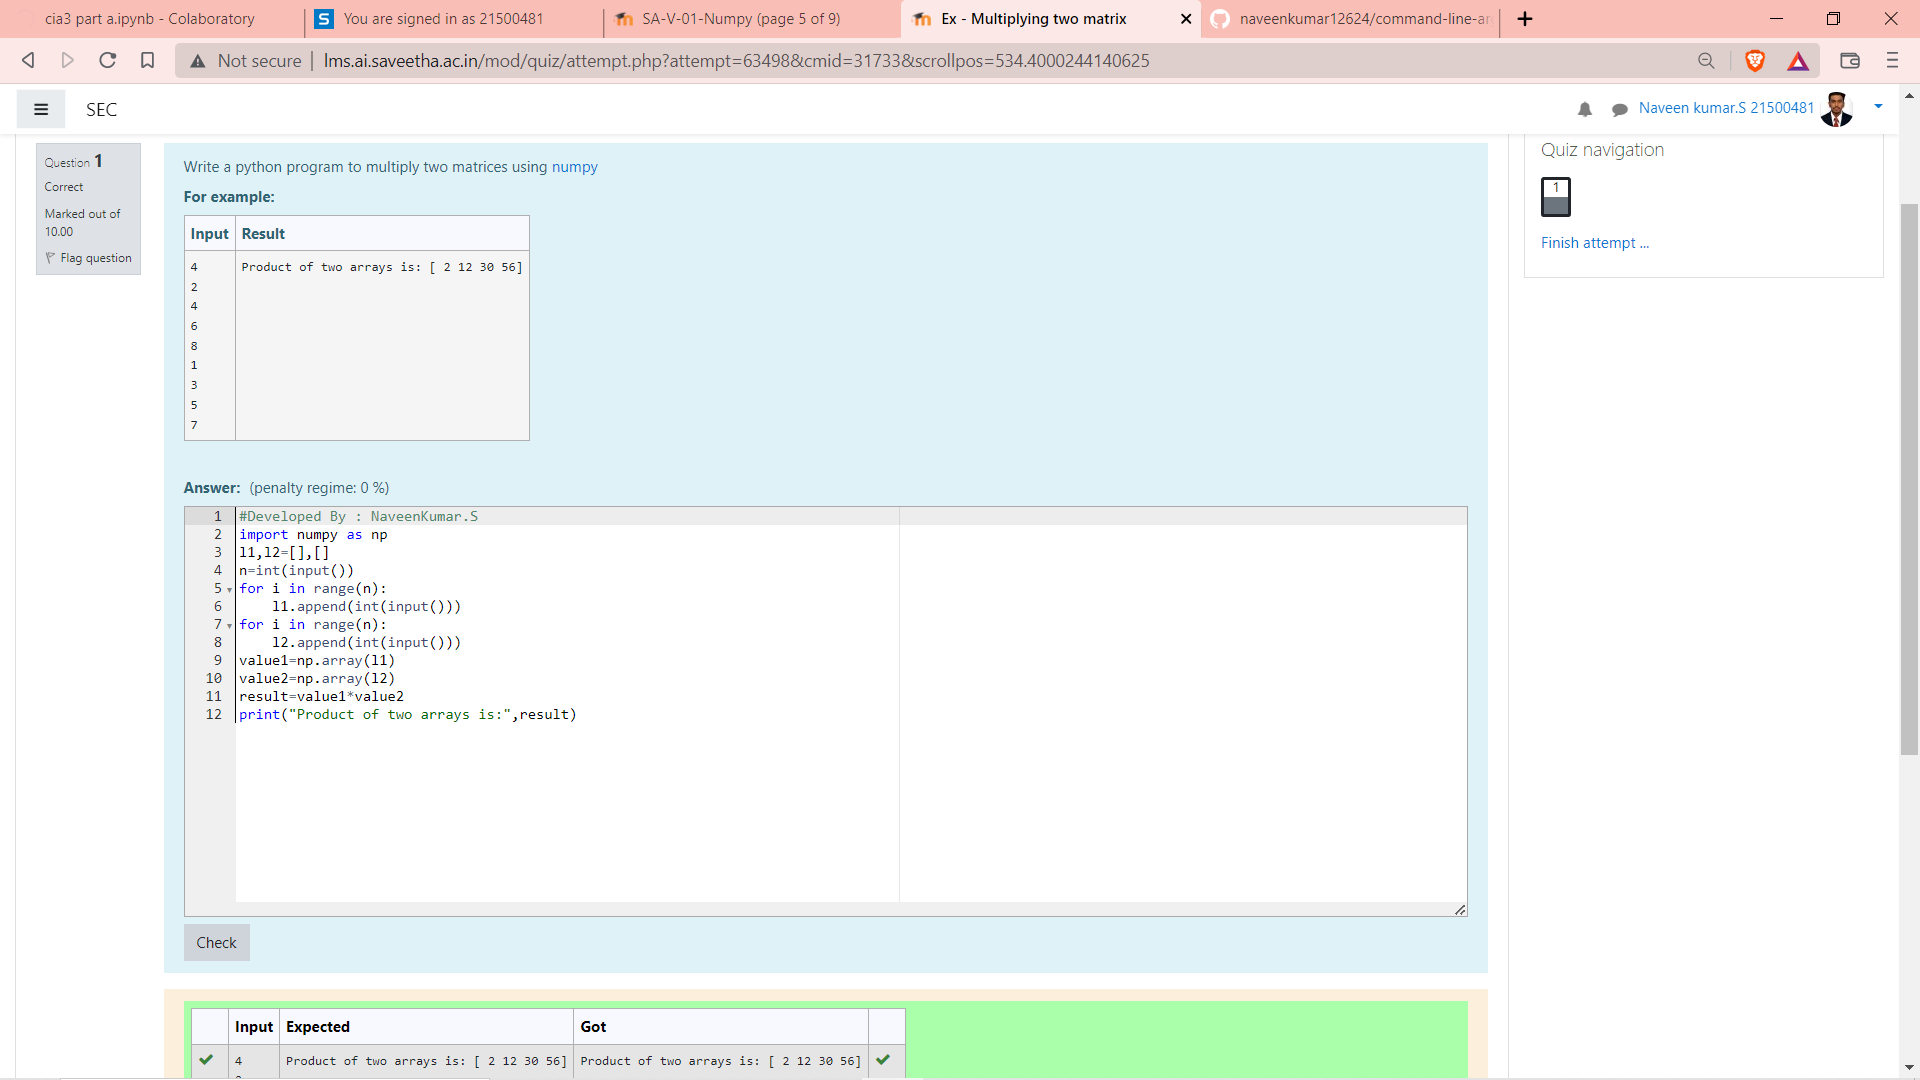 cia3 part a.ipynb - Colaboratory
S You are signed in as 21500481
SA-V-01-Numpy (page 5 of 9)
Ex - Multiplying two matrix
naveenkumar12624/command-line-ar
Not secure | lms.ai.saveetha.ac.in/mod/quiz/attempt.php?attempt=63498&cmid=31733&scrollpos=534.4000244140625
SEC
Naveen kumar.S 21500481
Question 1
Correct
Marked out of
10.00
Flag question
Write a python program to multiply two matrices using numpy
For example:
Input Result
4 Product of two arrays is: [ 2 12 30 56]
2
4
6
8
1
3
5
7
Answer: (penalty regime: 0 %)
1 #Developed By : NaveenKumar.S
2 import numpy as np
3 l1,l2=[],[]
4 n=int(input())
5 for i in range(n):
6     l1.append(int(input()))
7 for i in range(n):
8     l2.append(int(input()))
9 value1=np.array(l1)
10 value2=np.array(l2)
11 result=value1*value2
12 print("Product of two arrays is:",result)
Check
Input Expected Got
4 Product of two arrays is: [ 2 12 30 56] Product of two arrays is: [ 2 12 30 56]
Quiz navigation
1
Finish attempt ...